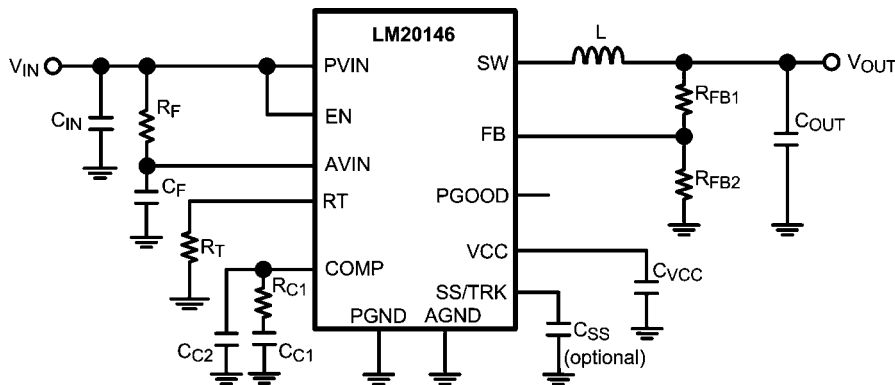 LM20146
VIN
PVIN
SW
L
VOUT
RF
CIN
EN
RFB1
COUT
FB
AVIN
CF
RFB2
RT
PGOOD
RT
VCC
COMP
CVCC
RC1
SS/TRK
PGND
AGND
CC2
CC1
CSS
(optional)